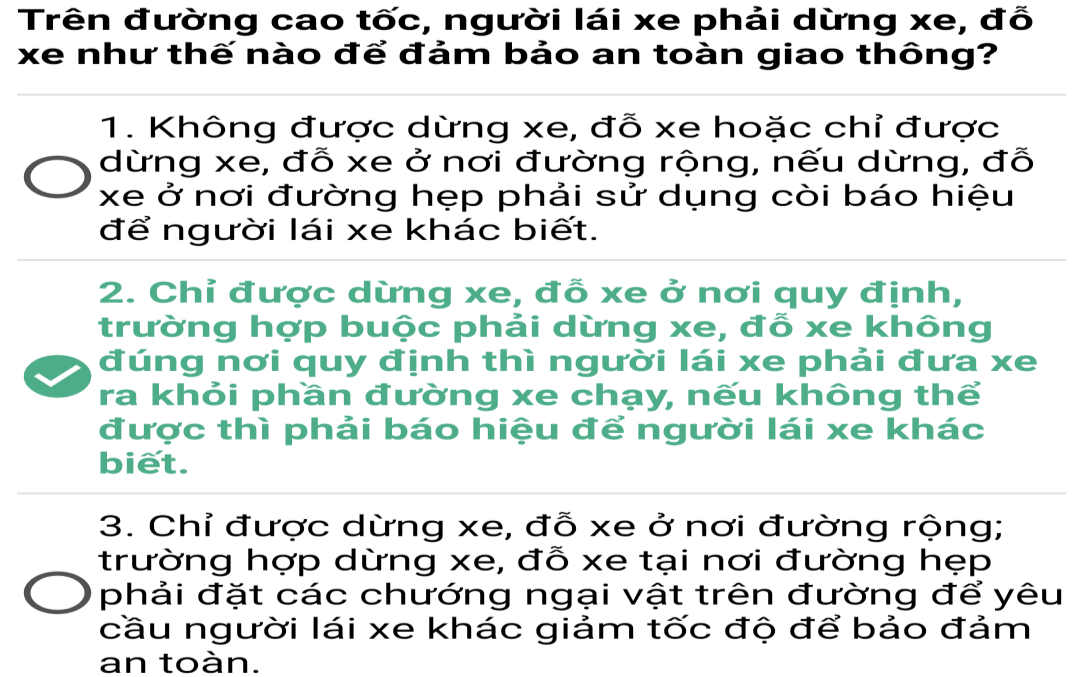 Trên đường cao tốc, người lái xe phải dừng xe, đỗ
xe như thế nào để đảm bảo an toàn giao thông?
1. Không được dừng xe, đỗ xe hoặc chỉ được
dừng xe, đỗ xe ở nơi đường rộng, nếu dừng, đỗ
xe ở nơi đường hẹp phải sử dụng còi báo hiệu
để người lái xe khác biết.
2. Chỉ được dừng xe, đỗ xe ở nơi quy định,
trường hợp buộc phải dừng xe, đỗ xe không
đúng nơi quy định thì người lái xe phải đưa xe
ra khỏi phần đường xe chạy, nếu không thể
được thì phải báo hiệu để người lái xe khác
biết.
3. Chỉ được dừng xe, đỗ xe ở nơi đường rộng;
trường hợp dừng xe, đỗ xe tại nơi đường hẹp
phải đặt các chướng ngại vật trên đường để yêu
cầu người lái xe khác giảm tốc độ để bảo đảm
an toàn.